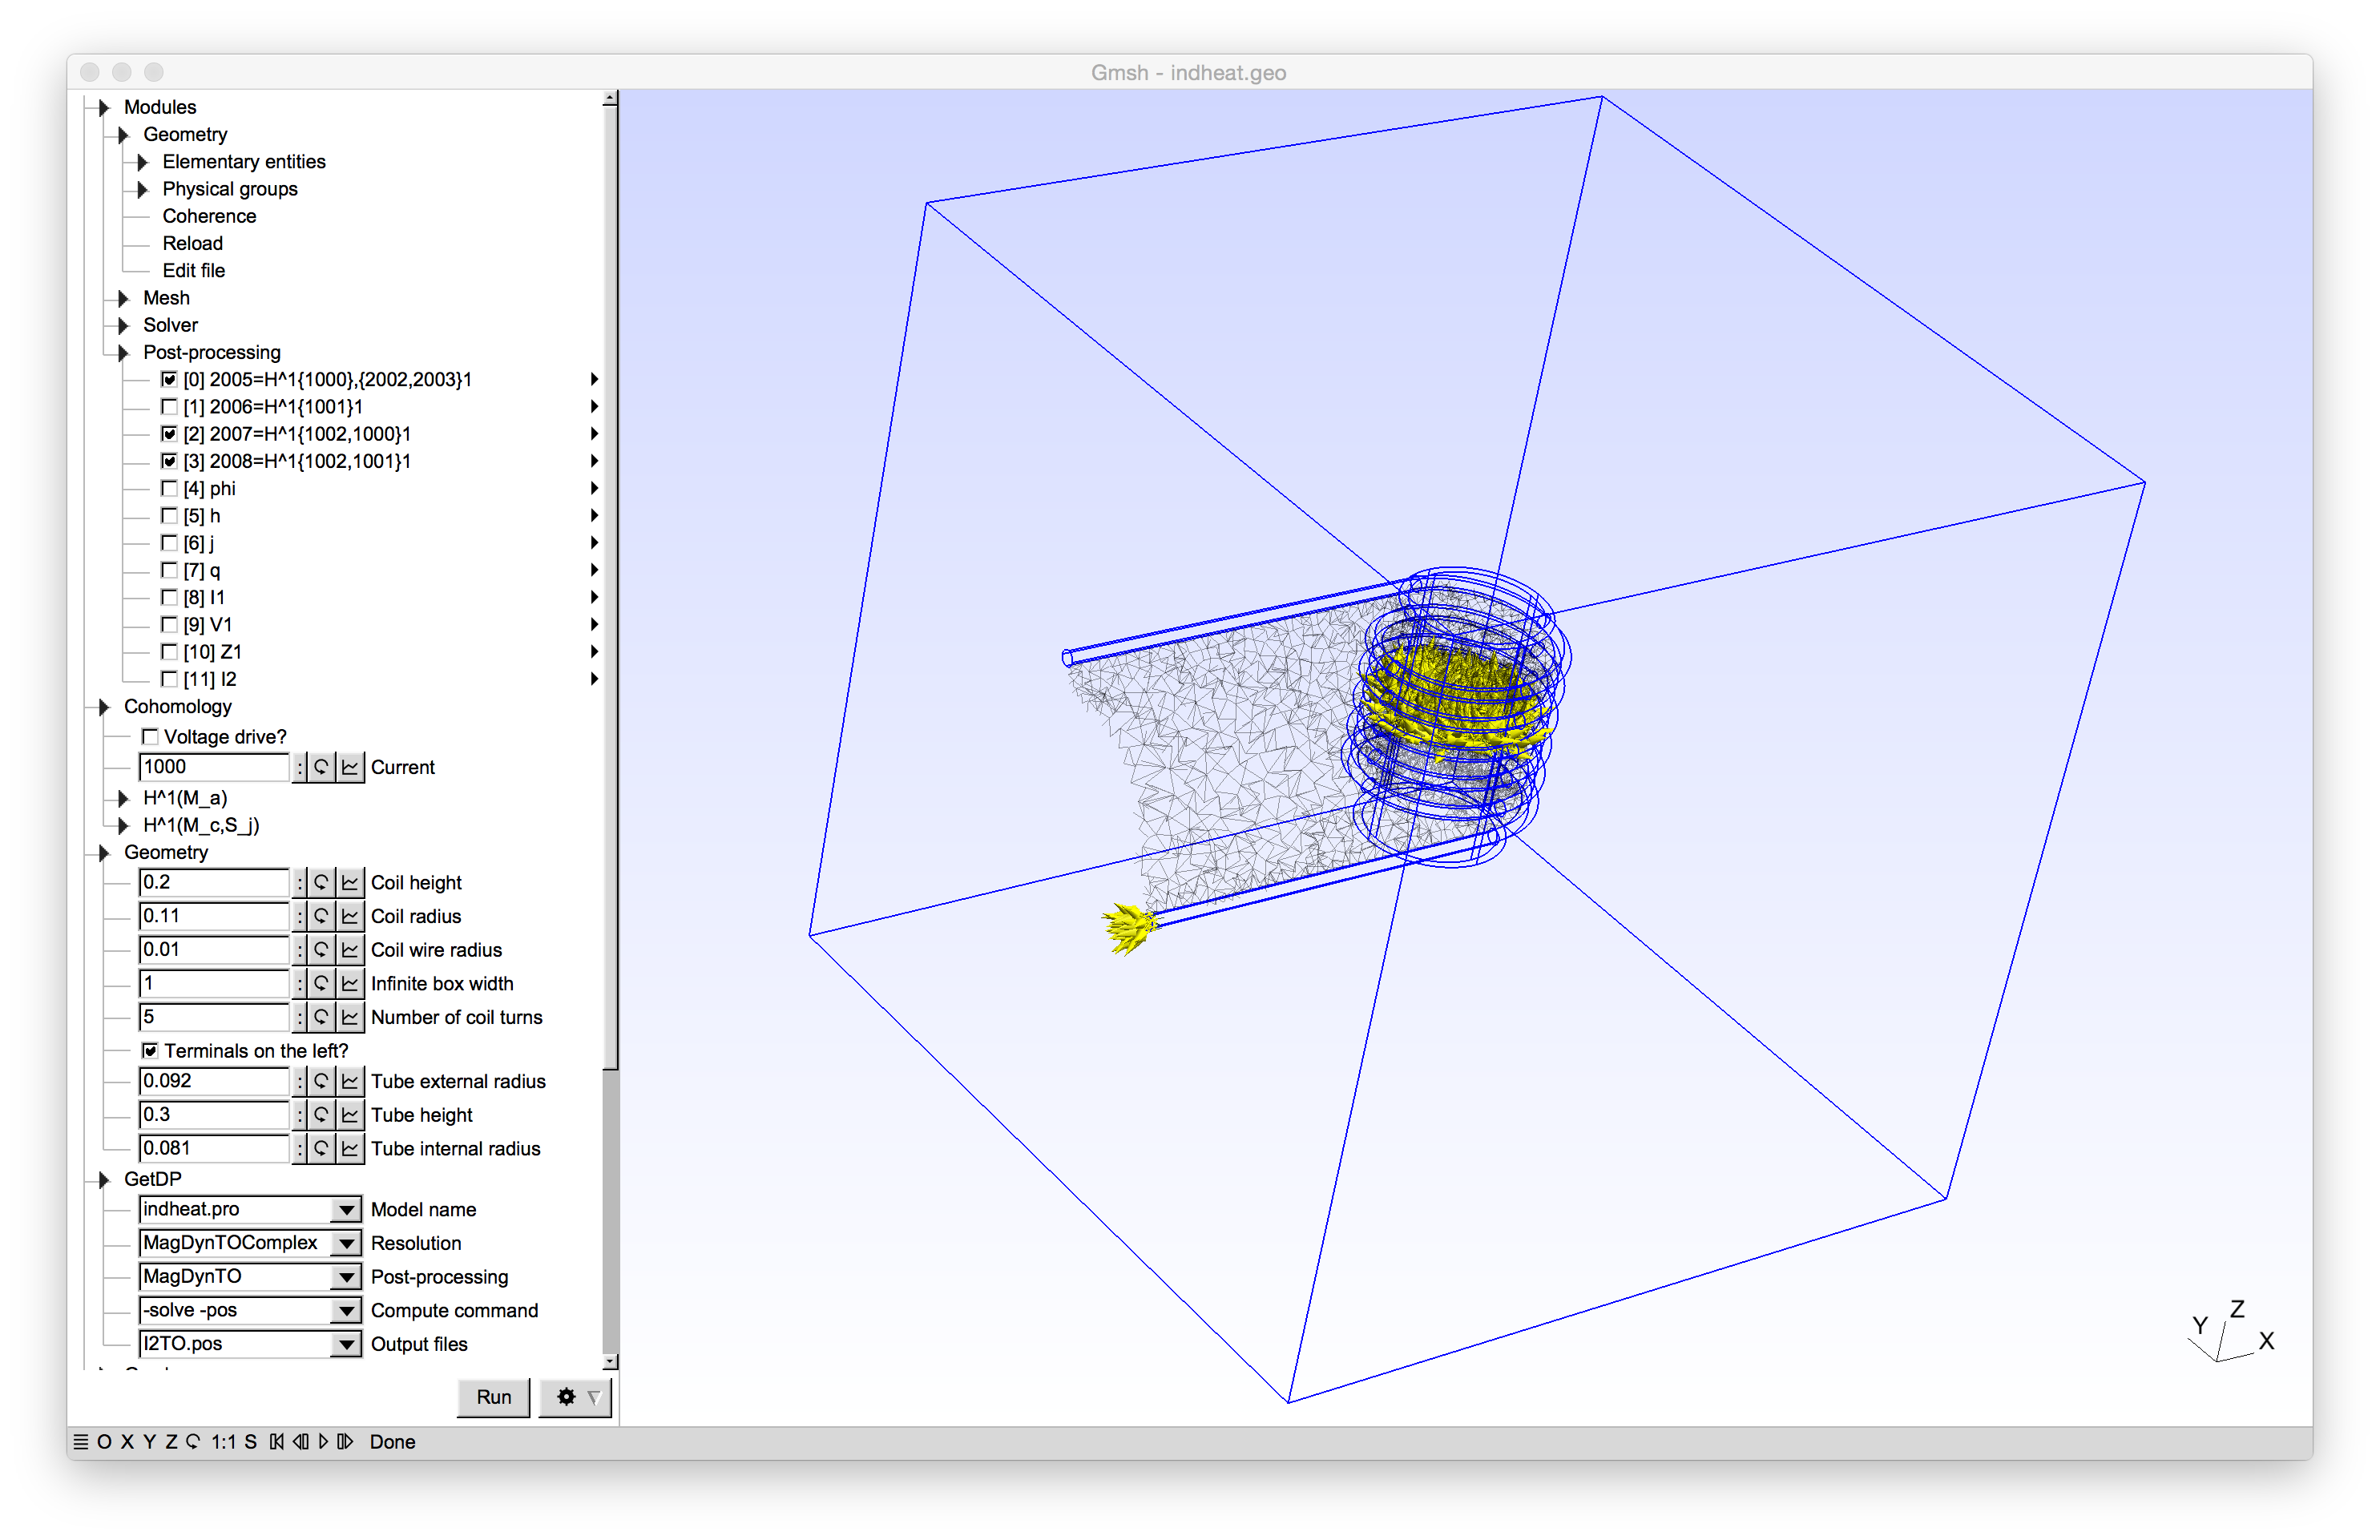 Gmsh - indheat.geo
Modules
Geometry
Elementary entities
Physical groups
Coherence
Reload
Edit file
Mesh
Solver
Post-processing
[0] 2005=H^1{1000},{2002,2003}1
[1] 2006=H^1{1001}1
[2] 2007=H^1{1002,1000}1
[3] 2008=H^1{1002,1001}1
[4] phi
[5] h
[6] j
[7] q
[8] I1
[9] V1
[10] Z1
[11] I2
Cohomology
Voltage drive?
1000 : Current
H^1(M_a)
H^1(M_c,S_j)
Geometry
0.2 : Coil height
0.11 : Coil radius
0.01 : Coil wire radius
1 : Infinite box width
5 : Number of coil turns
Terminals on the left?
0.092 : Tube external radius
0.3 : Tube height
0.081 : Tube internal radius
GetDP
indheat.pro Model name
MagDynTOComplex Resolution
MagDynTO Post-processing
-solve -pos Compute command
I2TO.pos Output files
Run
O X Y Z 1:1 S Done
Y Z X